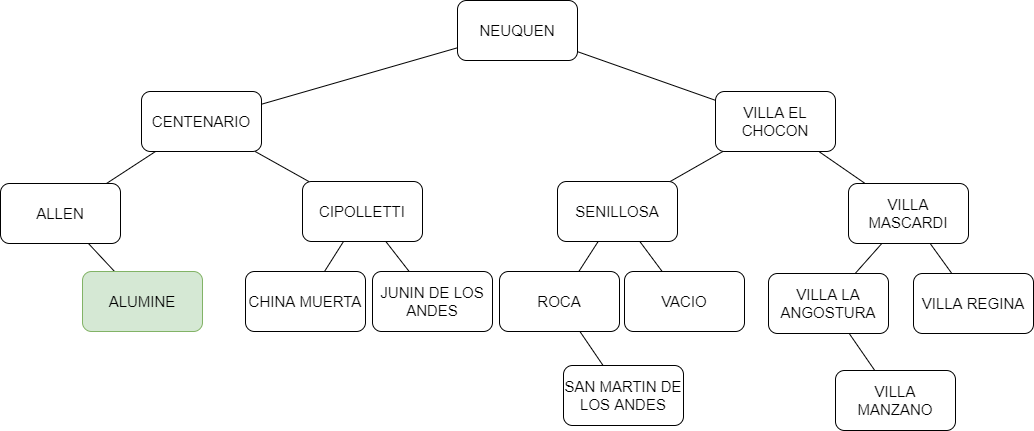 NEUQUEN
CENTENARIO
VILLA EL
CHOCON
ALLEN
CIPOLLETTI
SENILLOSA
VILLA
MASCARDI
ALUMINE
CHINA MUERTA
JUNIN DE LOS
ANDES
ROCA
VACIO
VILLA LA
ANGOSTURA
VILLA REGINA
SAN MARTIN DE
LOS ANDES
VILLA
MANZANO